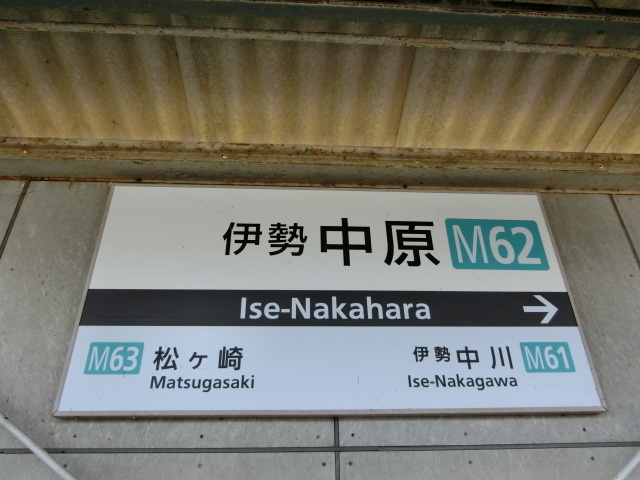 伊勢中原 M62
Ise-Nakahara →
M63 松ヶ崎 伊勢中川 M61
Matsugasaki Ise-Nakagawa